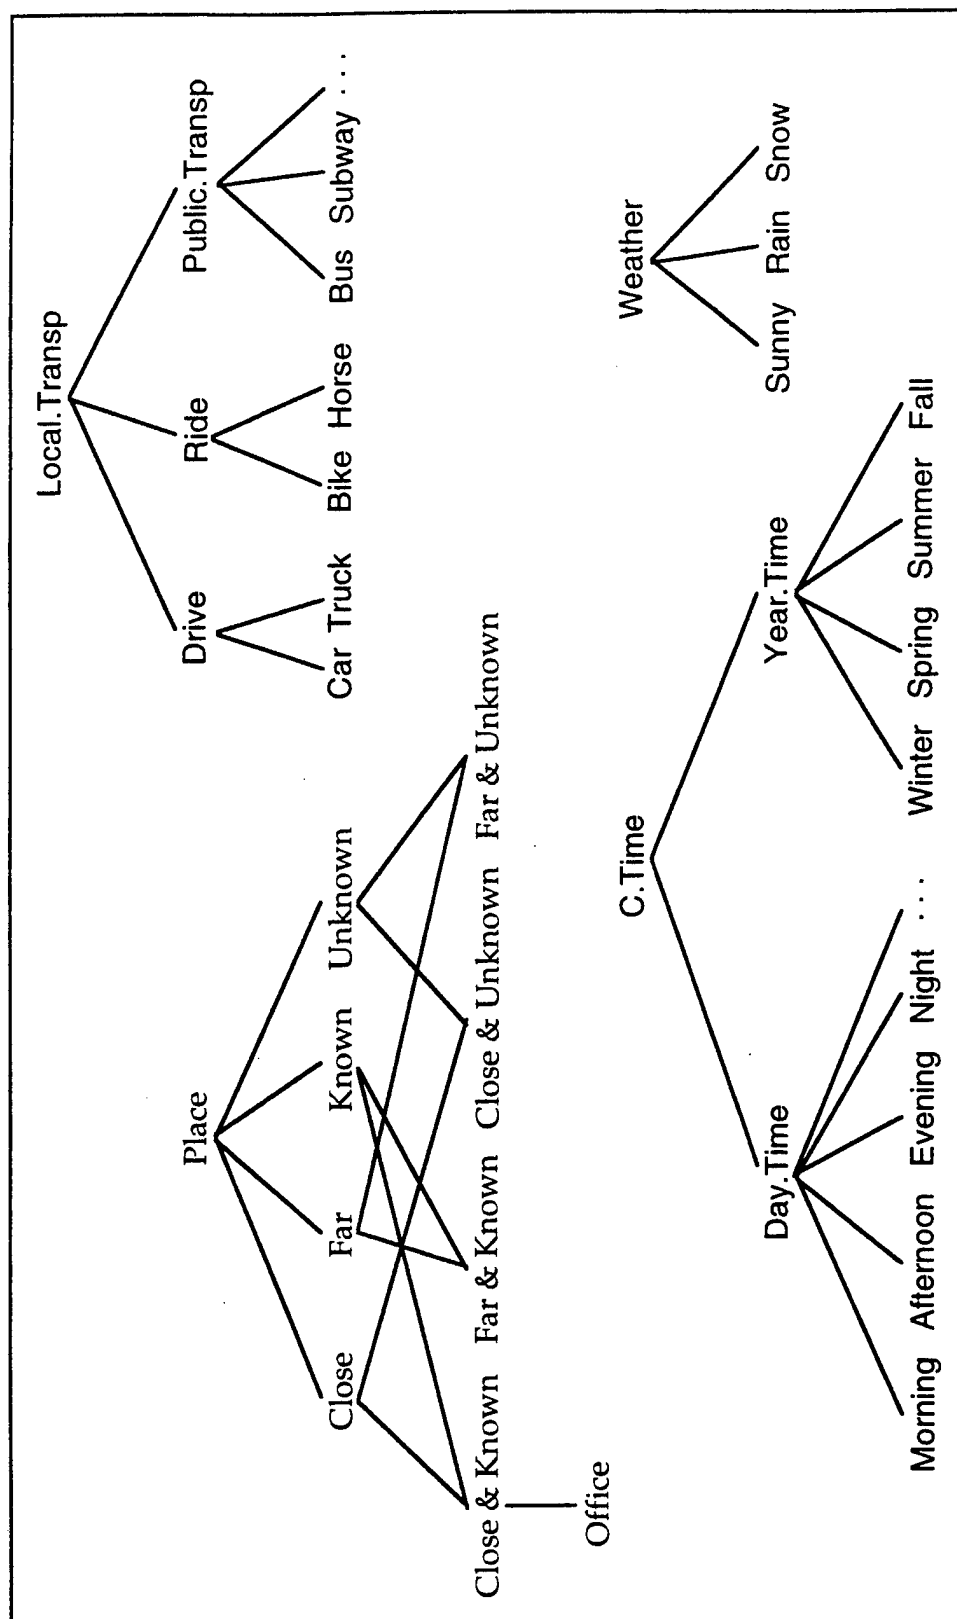 Local.Transp
Place
Drive Ride Public.Transp
Close Far Known Unknown
Car Truck Bike Horse Bus Subway ...
Close & Known Far & Known Close & Unknown Far & Unknown
Office
C.Time
Weather
Day.Time Year.Time
Sunny Rain Snow
Morning Afternoon Evening Night ... Winter Spring Summer Fall